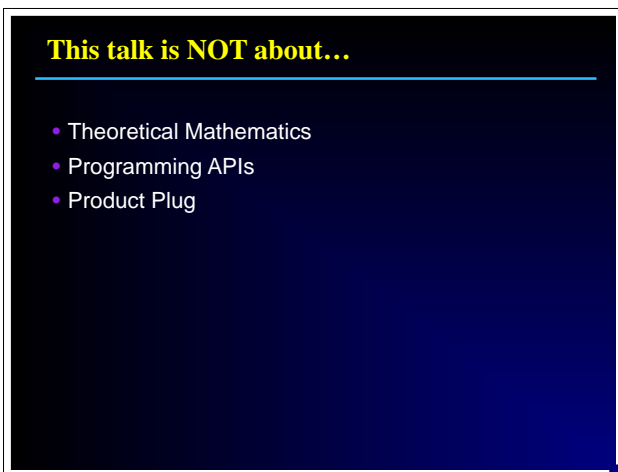 This talk is NOT about…
• Theoretical Mathematics
• Programming APIs
• Product Plug